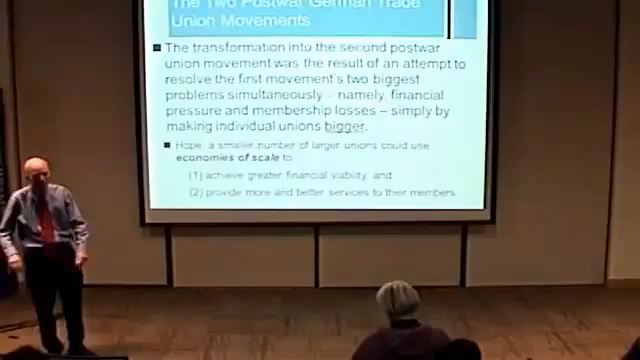 The Two Postwar German Trade
Union Movements
The transformation into the second postwar
union movement was the result of an attempt to
resolve the first movement's two biggest
problems simultaneously – namely, financial
pressure and membership losses – simply by
making individual unions bigger.
Hope: a smaller number of larger unions could use
economies of scale to
(1) achieve greater financial viability, and
(2) provide more and better services to their members